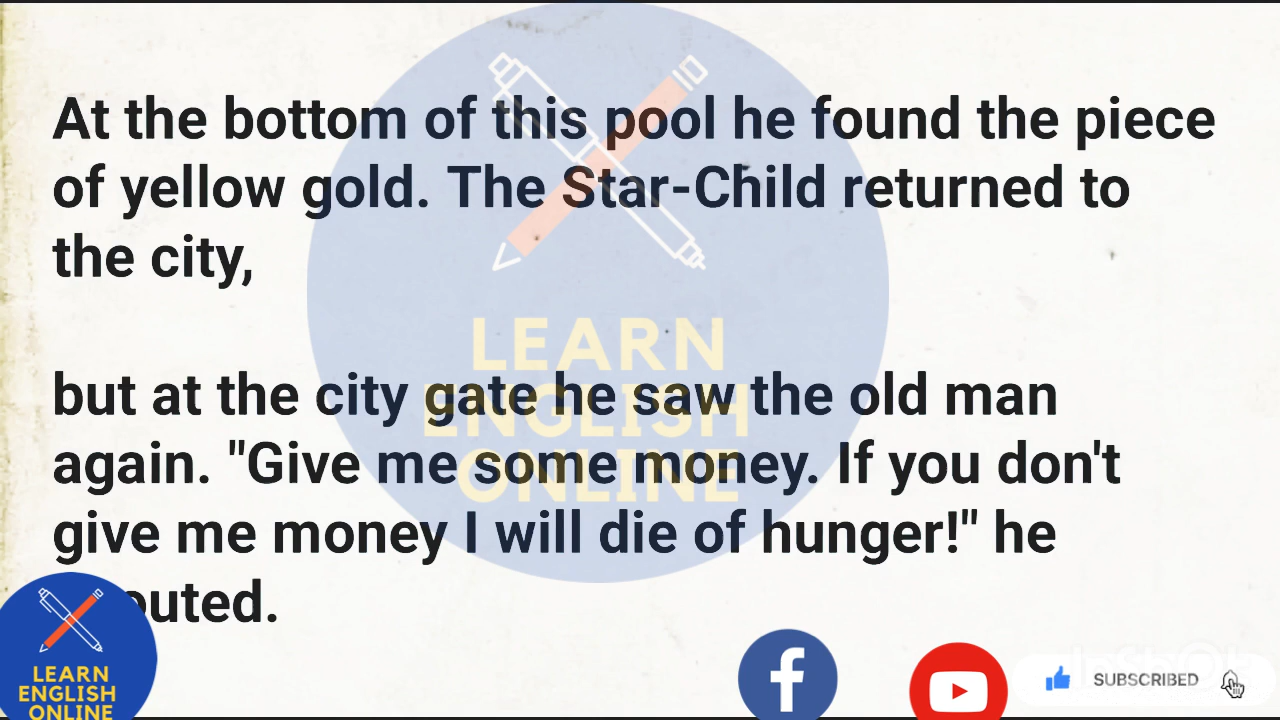 At the bottom of this pool he found the piece
of yellow gold. The Star-Child returned to
the city,
but at the city gate he saw the old man
again. "Give me some money. If you don't
give me money I will die of hunger!" he
LEARN
ENGLISH
ONLINE
LEARN
ENGLISH
ONLINE
SUBSCRIBED